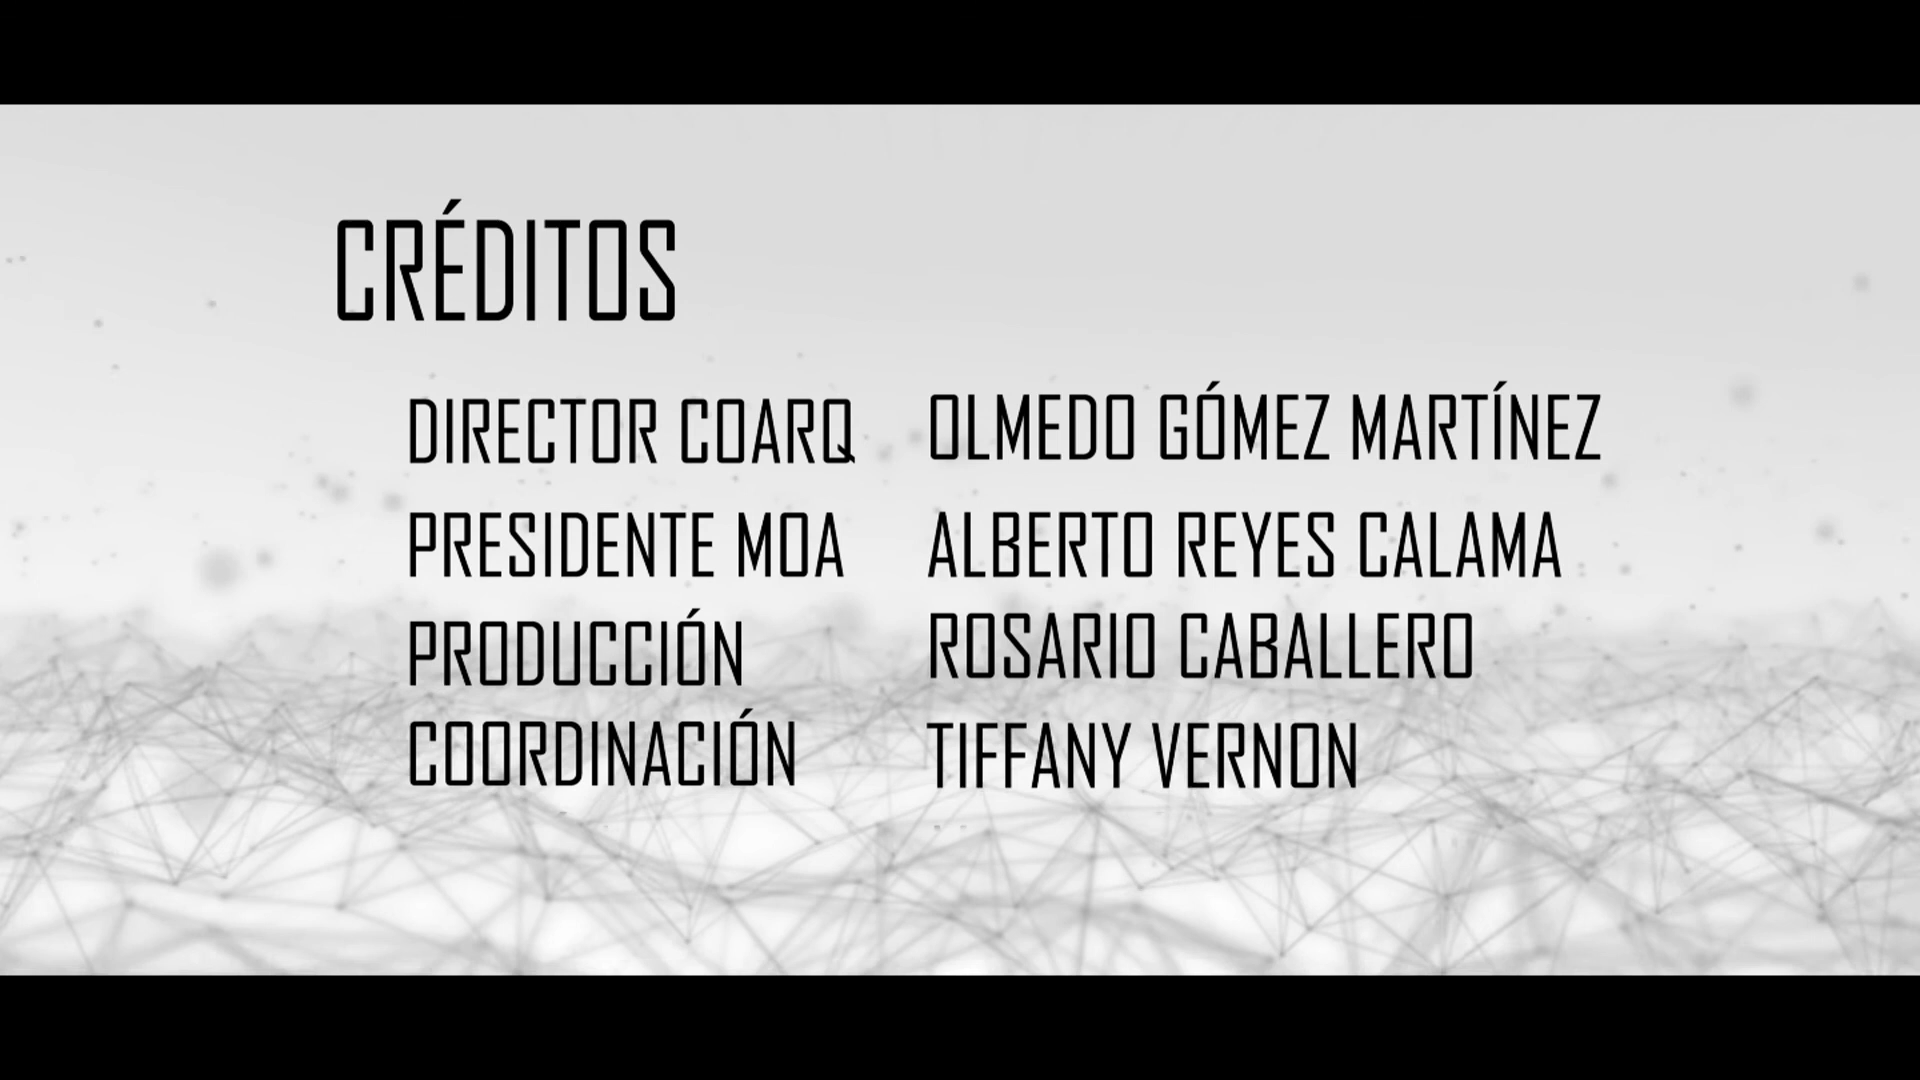 CRÉDITOS
DIRECTOR COARQ OLMEDO GÓMEZ MARTÍNEZ
PRESIDENTE MOA ALBERTO REYES CALAMA
PRODUCCIÓN ROSARIO CABALLERO
COORDINACIÓN TIFFANY VERNON